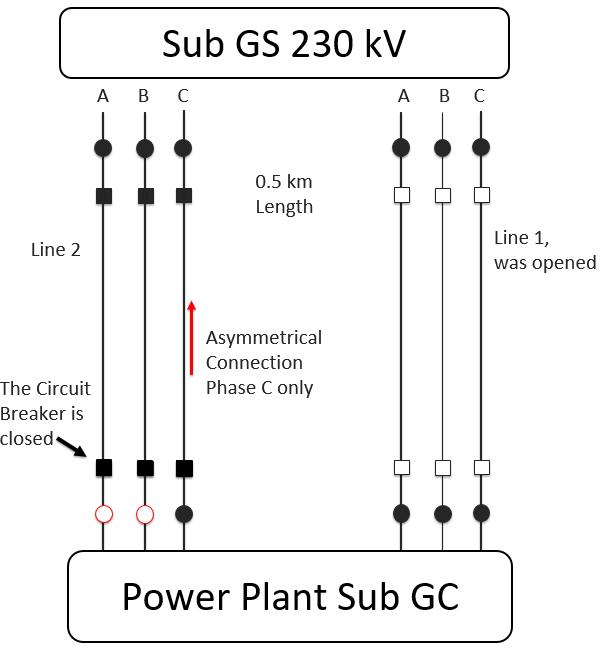 Sub GS 230 kV
A B C
A B C
0.5 km
Length
Line 2
Line 1,
was opened
Asymmetrical
Connection
Phase C only
The Circuit
Breaker is
closed
Power Plant Sub GC